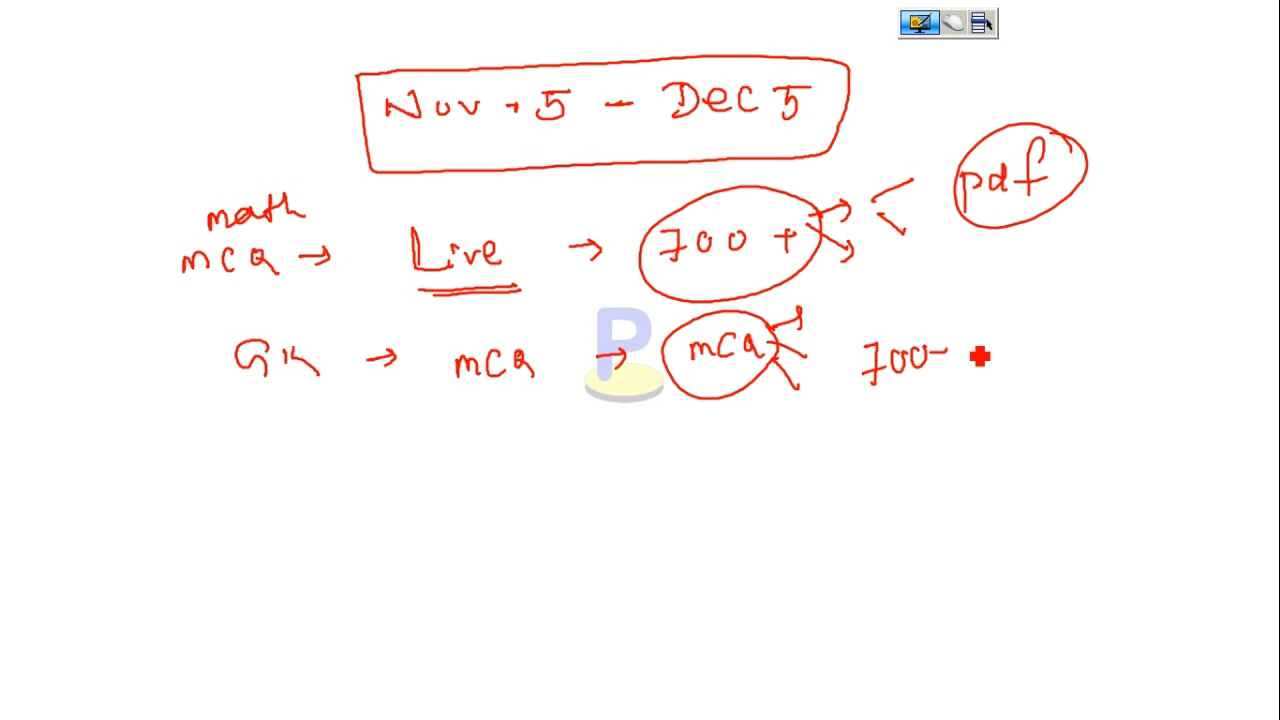 Nov . 5 - Dec 5
pdf
math
MCQ → Live → 700 +
GK → MCQ → MCQ 700-
P